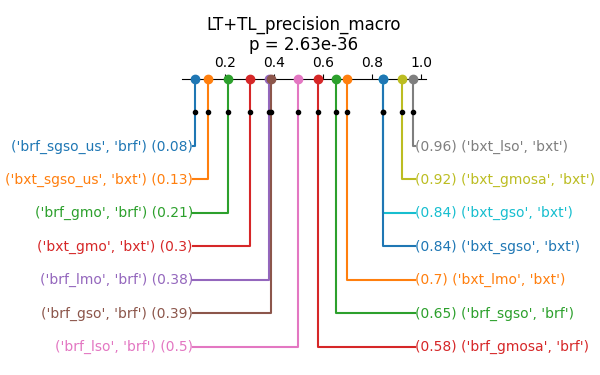 LT+TL_precision_macro
p = 2.63e-36
0.2 0.4 0.6 0.8 1.0
('brf_sgso_us', 'brf') (0.08) (0.96) ('bxt_lso', 'bxt')
('bxt_sgso_us', 'bxt') (0.13) (0.92) ('bxt_gmosa', 'bxt')
('brf_gmo', 'brf') (0.21) (0.84) ('bxt_gso', 'bxt')
('bxt_gmo', 'bxt') (0.3) (0.84) ('bxt_sgso', 'bxt')
('brf_lmo', 'brf') (0.38) (0.7) ('bxt_lmo', 'bxt')
('brf_gso', 'brf') (0.39) (0.65) ('brf_sgso', 'brf')
('brf_lso', 'brf') (0.5) (0.58) ('brf_gmosa', 'brf')